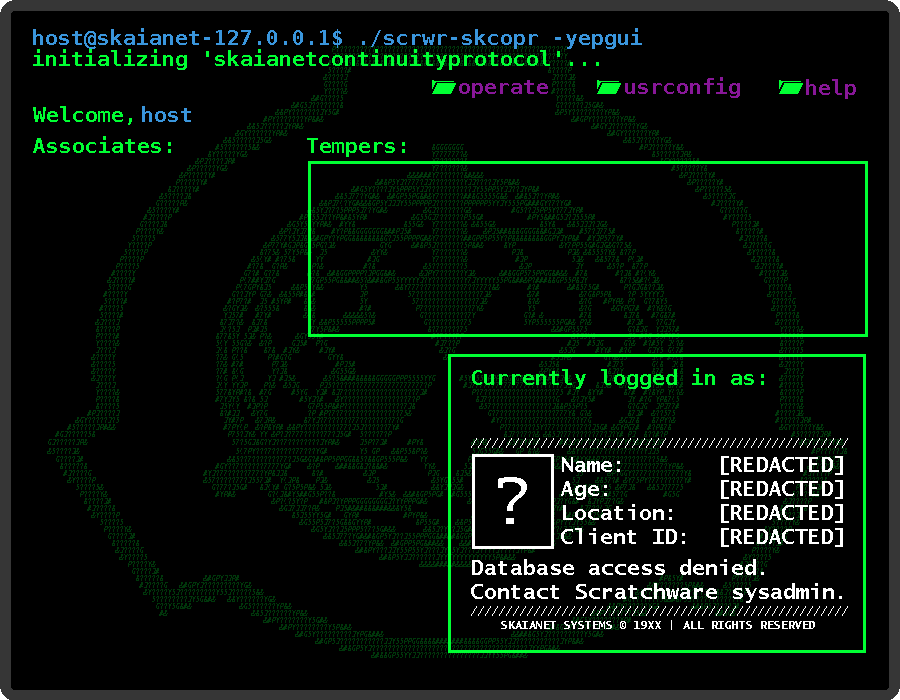 host@skaianet-127.0.0.1$ ./scrwr-skcopr -yepgui
initializing 'skaianetcontinuityprotocol'...
operate usrconfig help
Welcome, host
Associates: Tempers:
Currently logged in as:
////////////////////////////////////////////////////
? Name: [REDACTED]
Age: [REDACTED]
Location: [REDACTED]
Client ID: [REDACTED]
Database access denied.
Contact Scratchware sysadmin.
////////////////////////////////////////////////////
SKAIANET SYSTEMS © 19XX | ALL RIGHTS RESERVED